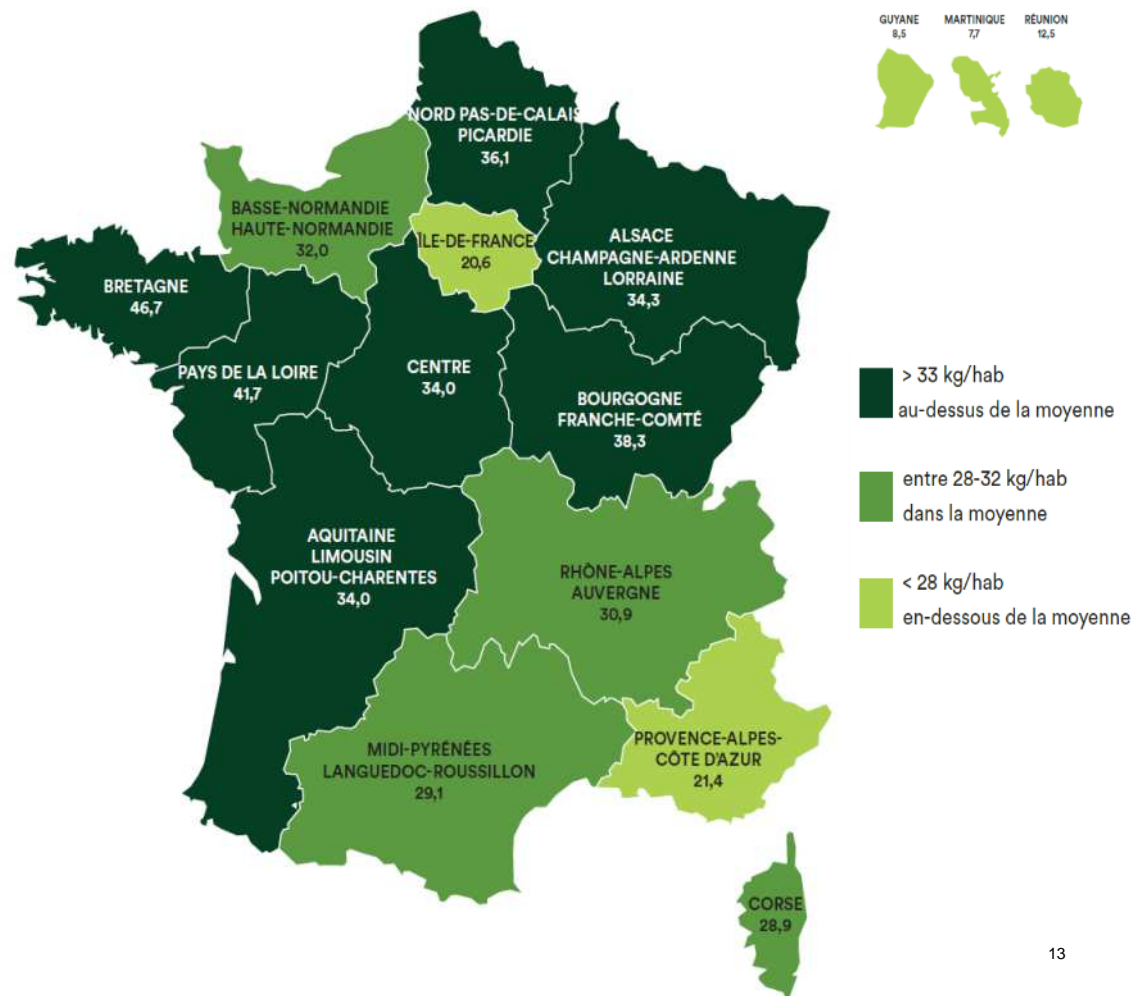 GUYANE
8,5
MARTINIQUE
7,7
RÉUNION
12,5
NORD PAS-DE-CALAIS
PICARDIE
36,1
BASSE-NORMANDIE
HAUTE-NORMANDIE
32,0
ÎLE-DE-FRANCE
20,6
ALSACE
CHAMPAGNE-ARDENNE
LORRAINE
34,3
BRETAGNE
46,7
PAYS DE LA LOIRE
41,7
CENTRE
34,0
BOURGOGNE
FRANCHE-COMTÉ
38,3
> 33 kg/hab
au-dessus de la moyenne
entre 28-32 kg/hab
dans la moyenne
< 28 kg/hab
en-dessous de la moyenne
AQUITAINE
LIMOUSIN
POITOU-CHARENTES
34,0
RHÔNE-ALPES
AUVERGNE
30,9
MIDI-PYRÉNÉES
LANGUEDOC-ROUSSILLON
29,1
PROVENCE-ALPES-
CÔTE D'AZUR
21,4
CORSE
28,9
13